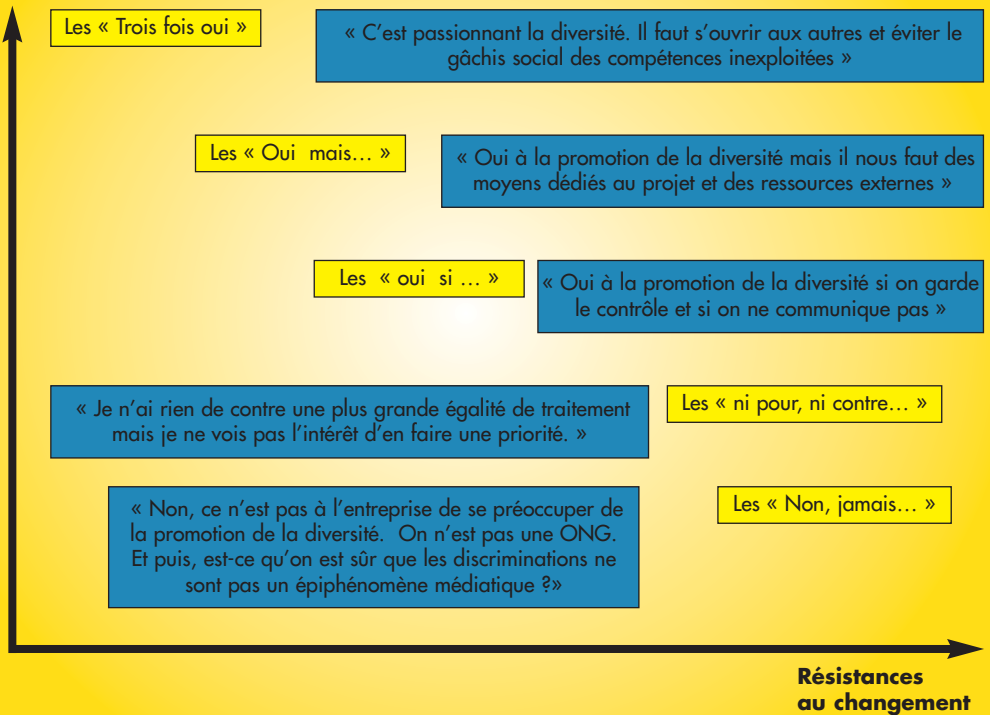 Les « Trois fois oui »
« C’est passionnant la diversité. Il faut s’ouvrir aux autres et éviter le
gâchis social des compétences inexploitées »
Les « Oui mais… »
« Oui à la promotion de la diversité mais il nous faut des
moyens dédiés au projet et des ressources externes »
Les « oui si … »
« Oui à la promotion de la diversité si on garde
le contrôle et si on ne communique pas »
« Je n’ai rien de contre une plus grande égalité de traitement
mais je ne vois pas l’intérêt d’en faire une priorité. »
Les « ni pour, ni contre… »
« Non, ce n’est pas à l’entreprise de se préoccuper de
la promotion de la diversité. On n’est pas une ONG.
Et puis, est-ce qu’on est sûr que les discriminations ne
sont pas un épiphénomène médiatique ?»
Les « Non, jamais… »
Résistances
au changement